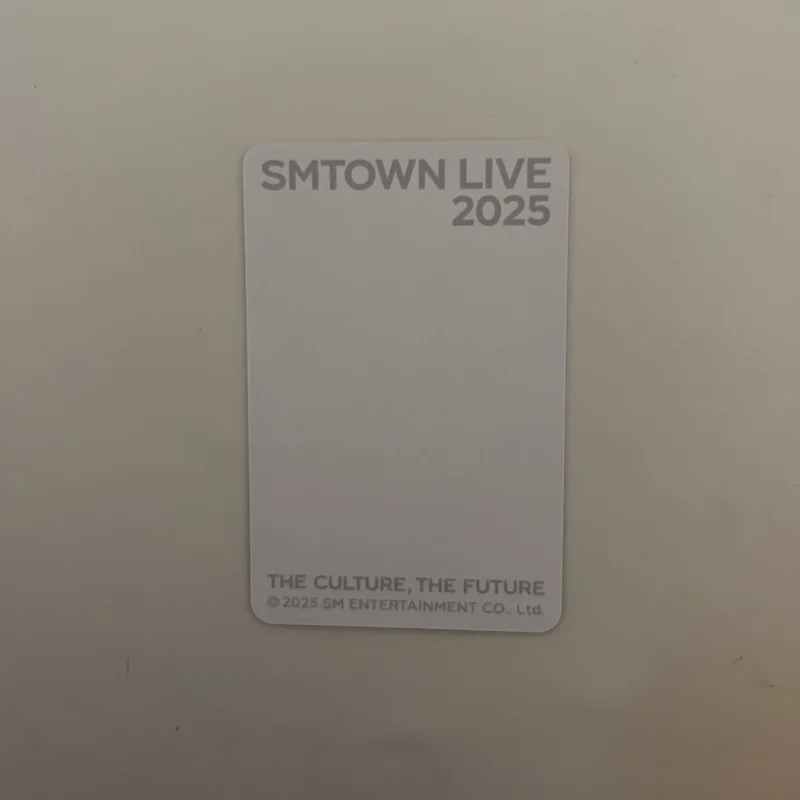 SMTOWN LIVE
2025
THE CULTURE, THE FUTURE
© 2025 SM ENTERTAINMENT CO., Ltd.